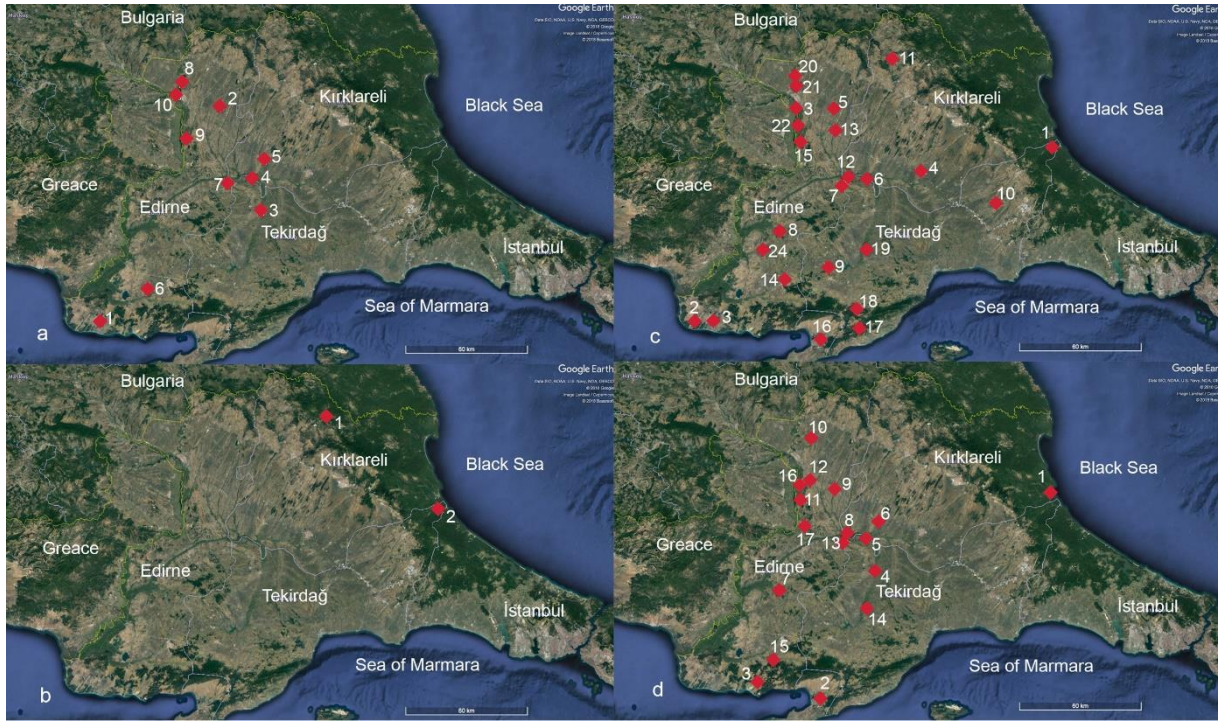 Bulgaria
Google Earth
8
10
2
Kırklareli
Black Sea
9
5
7
4
Greace
Edirne
3
Tekirdağ
İstanbul
6
Sea of Marmara
1
a
60 km
Bulgaria
Google Eart
11
20
21
Kırklareli
3
5
Black Sea
22
13
1
15
12
6
4
7
Greace
Edirne
10
8
Tekirdağ
24
19
İstanbul
9
14
18
Sea of Marmara
2
3
17
16
c
60 km
Bulgaria
Google Earth
1
Kırklareli
Black Sea
2
Greace
Edirne
Tekirdağ
İstanbul
Sea of Marmara
b
60 km
Bulgaria
Google Eart
10
Kırklareli
12
16
9
Black Sea
1
11
6
8
17
13
5
Greace
Edirne
7
4
Tekirdağ
14
İstanbul
15
Sea of Marmara
3
2
d
60 km